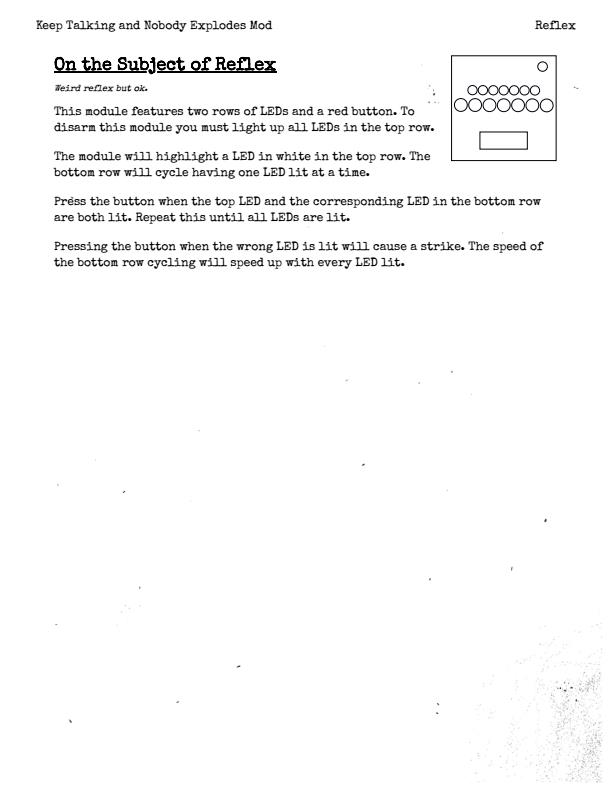 Keep Talking and Nobody Explodes Mod
Reflex
On the Subject of Reflex
Weird reflex but ok.
This module features two rows of LEDs and a red button. To
disarm this module you must light up all LEDs in the top row.
The module will highlight a LED in white in the top row. The
bottom row will cycle having one LED lit at a time.
Press the button when the top LED and the corresponding LED in the bottom row
are both lit. Repeat this until all LEDs are lit.
Pressing the button when the wrong LED is lit will cause a strike. The speed of
the bottom row cycling will speed up with every LED lit.